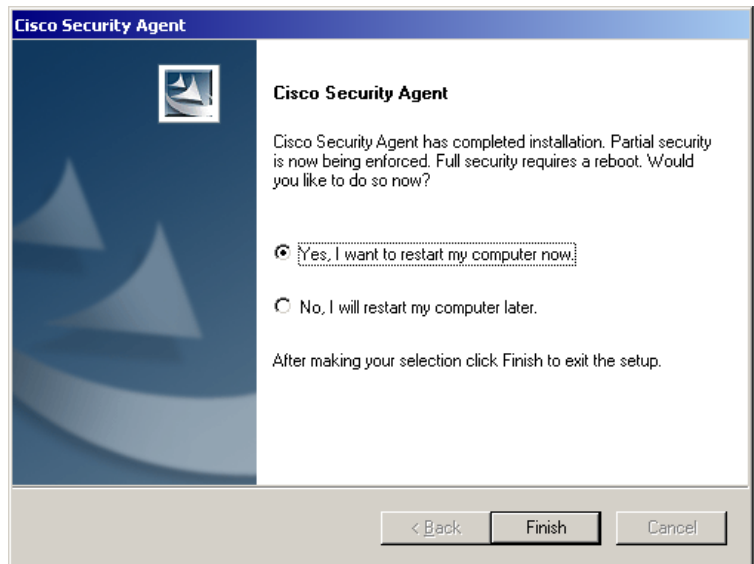 Cisco Security Agent
Cisco Security Agent
Cisco Security Agent has completed installation. Partial security
is now being enforced. Full security requires a reboot. Would
you like to do so now?
Yes, I want to restart my computer now.
No, I will restart my computer later.
After making your selection click Finish to exit the setup.
< Back
Finish
Cancel